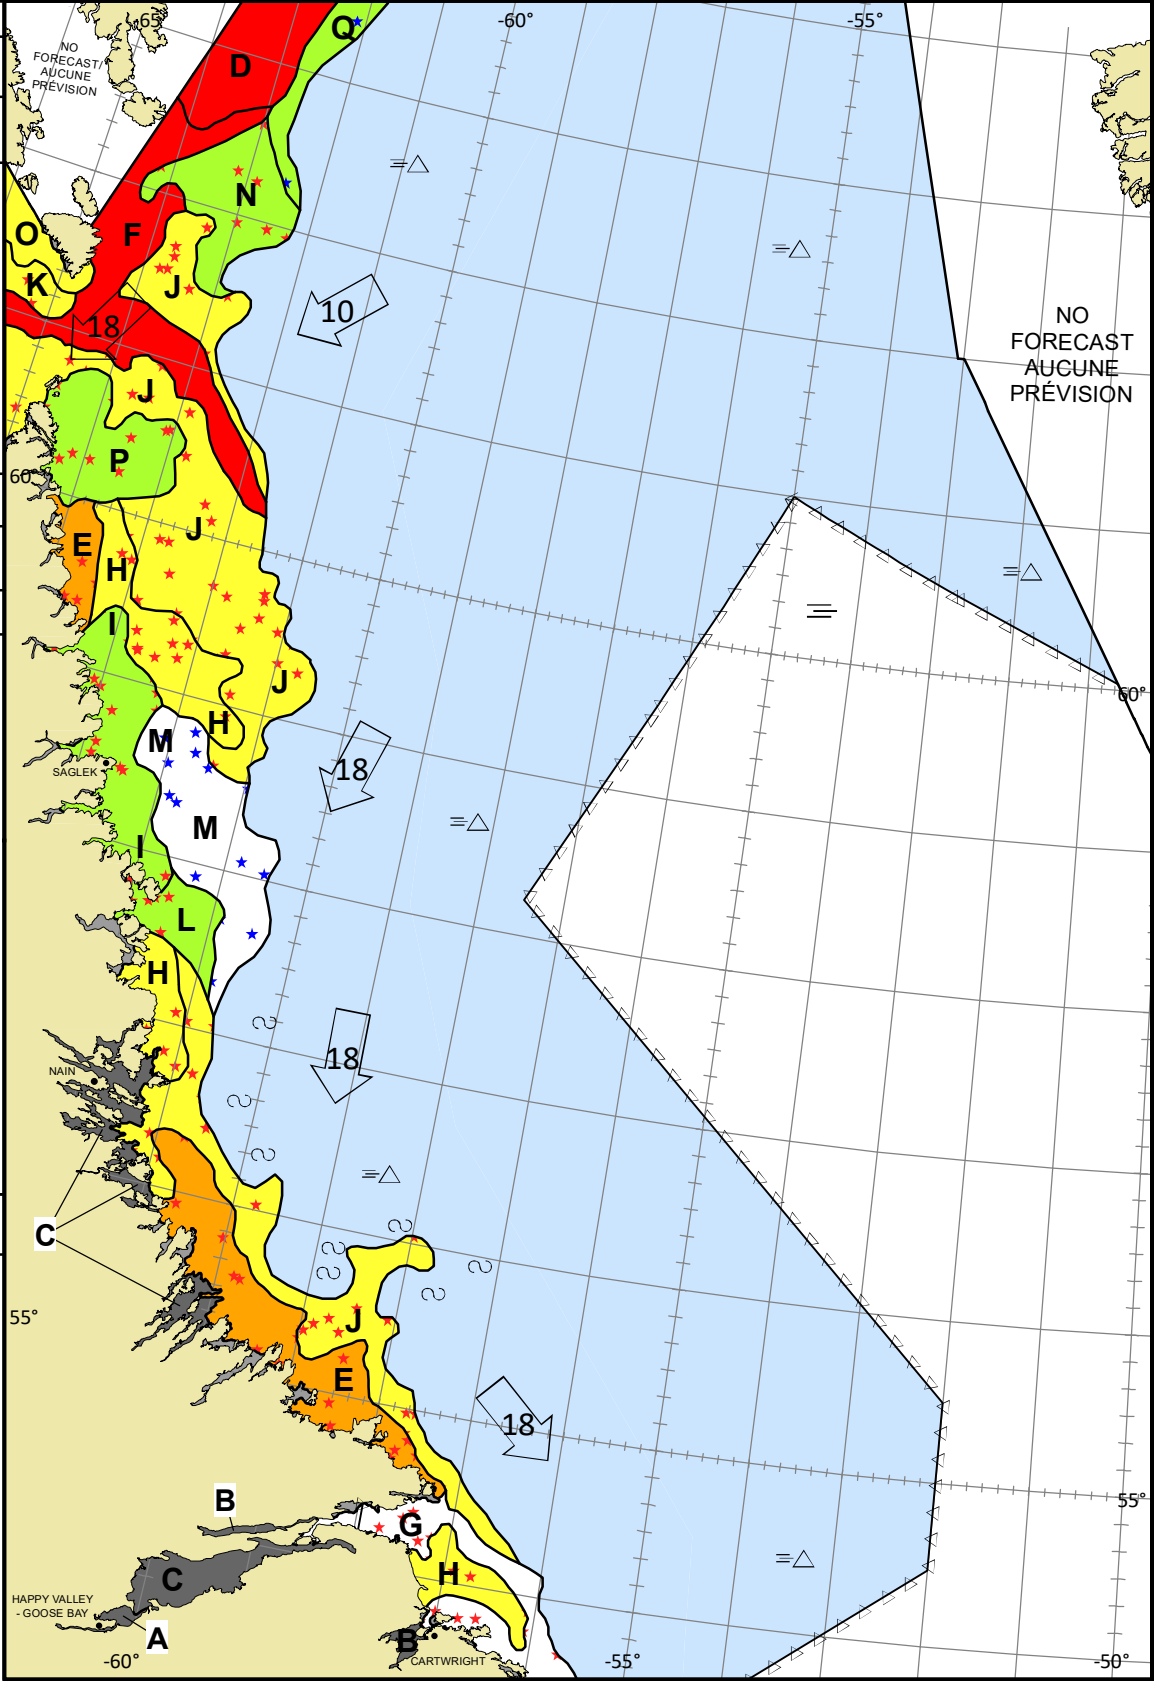 -65
-60°
-55°
Q
NO
FORECAST/
AUCUNE
PRÉVISION
D
N
F
O
K
J
10
18
NO
FORECAST
AUCUNE
PRÉVISION
J
P
60°
J
E
H
I
J
60°
H
M
18
SAGLEK
M
I
L
H
18
NAIN
C
55°
J
E
18
B
55°
G
C
H
HAPPY VALLEY
- GOOSE BAY
A
B
CARTWRIGHT
-60°
-55°
-50°